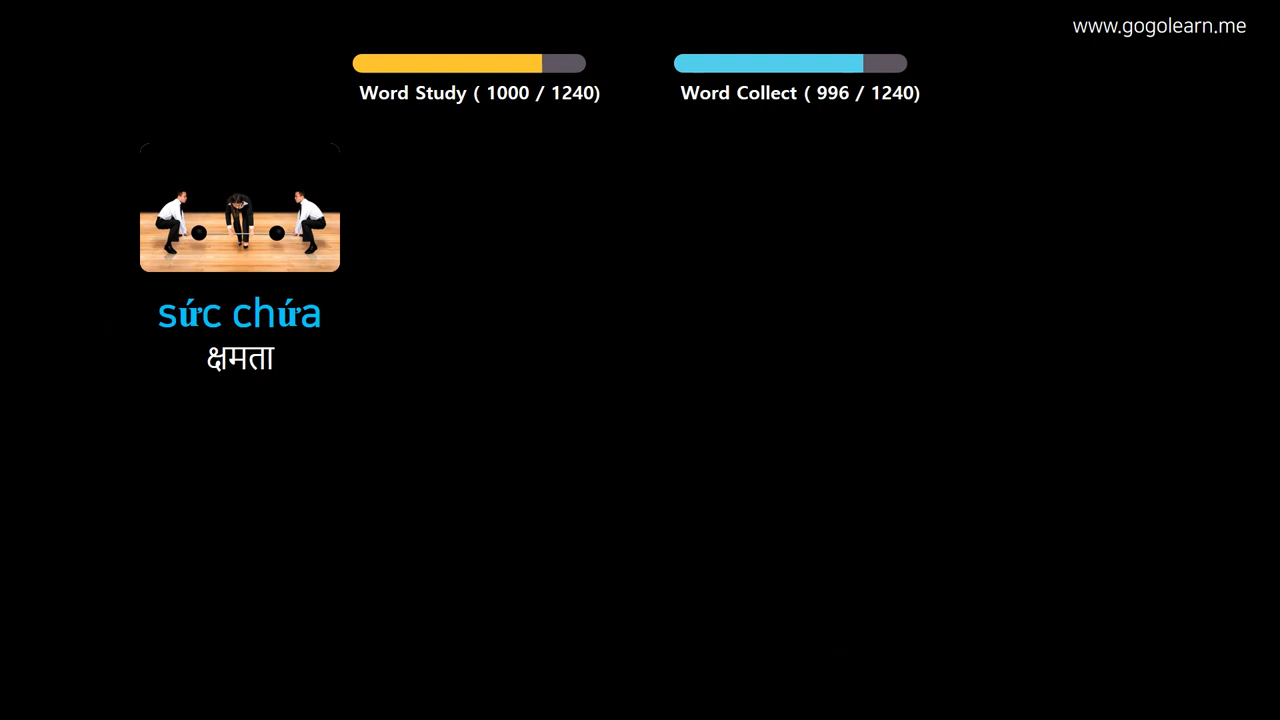 www.gogolearn.me
Word Study ( 1000 / 1240)
Word Collect ( 996 / 1240)
sức chứa
क्षमता